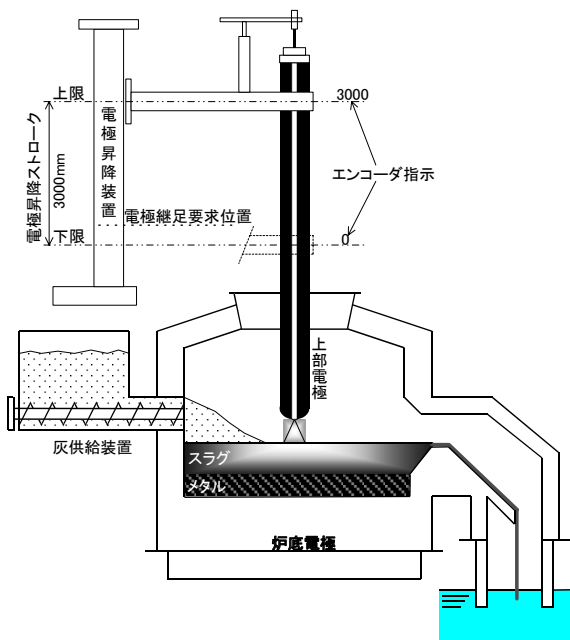 上限
3000
電極昇降ストローク
3000mm
電極昇降装置
エンコーダ指示
電極継足要求位置
下限
0
上部電極
灰供給装置
スラグ
メタル
炉底電極